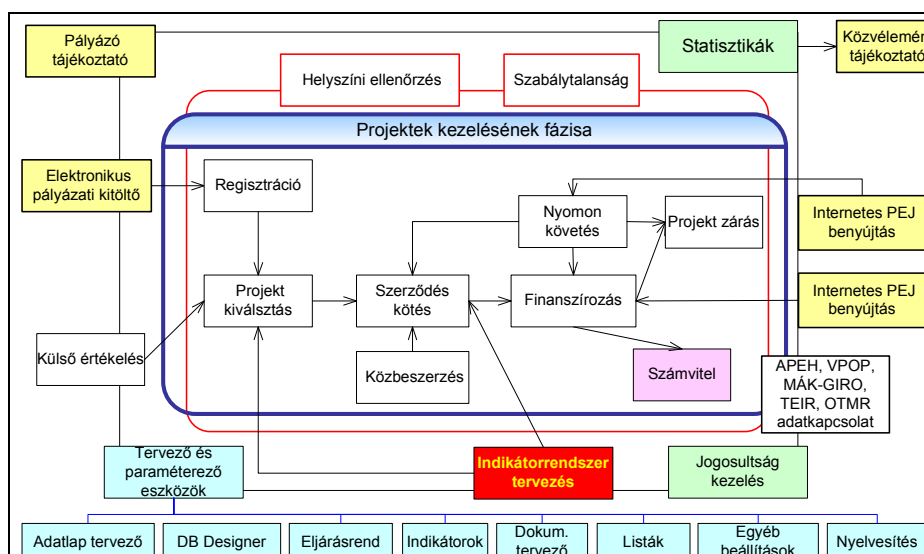 Pályázó
tájékoztató
Statisztikák
Közvélemén
tájékoztató
Helyszíni ellenőrzés
Szabálytalanság
Projektek kezelésének fázisa
Elektronikus
pályázati kitöltő
Regisztráció
Nyomon
követés
Projekt zárás
Internetes PEJ
benyújtás
Projekt
kiválsztás
Szerződés
kötés
Finanszírozás
Internetes PEJ
benyújtás
Külső értékelés
Közbeszerzés
Számvitel
APEH, VPOP,
MÁK-GIRO,
TEIR, OTMR
adatkapcsolat
Tervező és
paraméterező
eszközök
Indikátorrendszer
tervezés
Jogosultság
kezelés
Adatlap tervező
DB Designer
Eljárásrend
Indikátorok
Dokum.
tervező
Listák
Egyéb
beállítások
Nyelvesítés